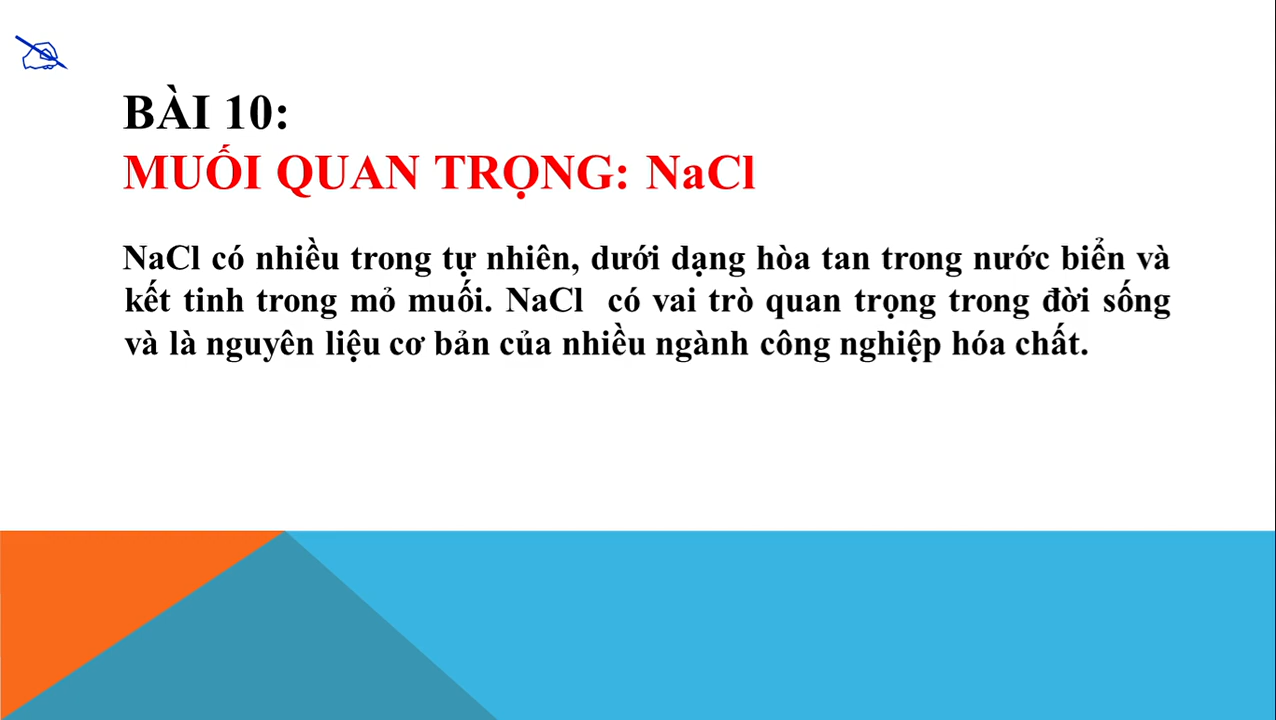 BÀI 10:
MUỐI QUAN TRỌNG: NaCl
NaCl có nhiều trong tự nhiên, dưới dạng hòa tan trong nước biển và
kết tinh trong mỏ muối. NaCl có vai trò quan trọng trong đời sống
và là nguyên liệu cơ bản của nhiều ngành công nghiệp hóa chất.